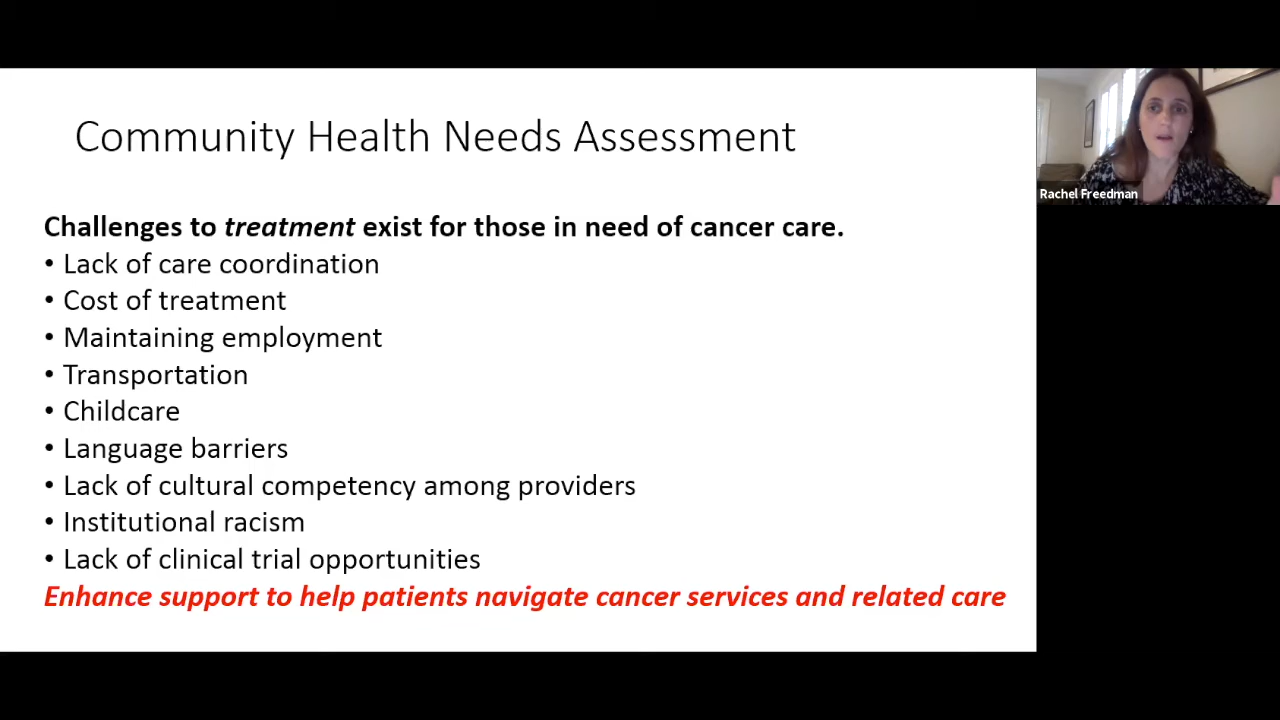 Community Health Needs Assessment
Rachel Freedman
Challenges to treatment exist for those in need of cancer care.
• Lack of care coordination
• Cost of treatment
• Maintaining employment
• Transportation
• Childcare
• Language barriers
• Lack of cultural competency among providers
• Institutional racism
• Lack of clinical trial opportunities
Enhance support to help patients navigate cancer services and related care